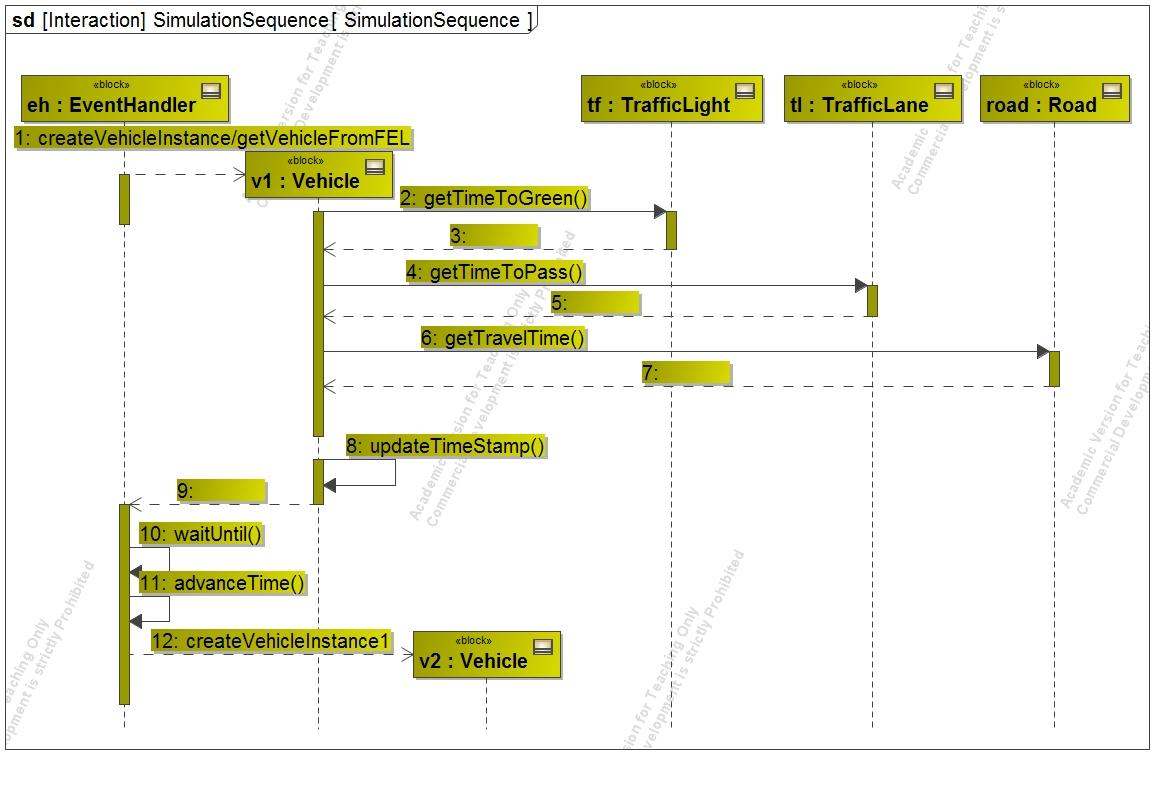 sd [Interaction] SimulationSequence[ SimulationSequence ]
«block»
eh : EventHandler
«block»
tf : TrafficLight
«block»
tl : TrafficLane
«block»
road : Road
1: createVehicleInstance/getVehicleFromFEL
«block»
v1 : Vehicle
2: getTimeToGreen()
3:
4: getTimeToPass()
5:
6: getTravelTime()
7:
8: updateTimeStamp()
9:
10: waitUntil()
11: advanceTime()
12: createVehicleInstance1
«block»
v2 : Vehicle
Academic Version for Teaching Only
Commercial Development is strictly Prohibited